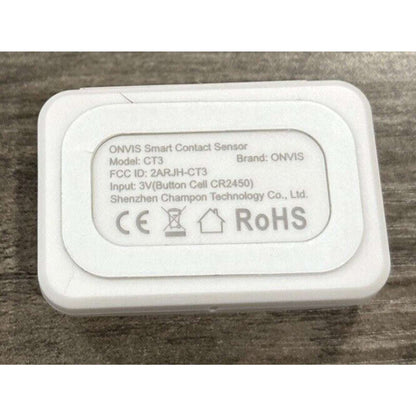 ONVIS Smart Contact Sensor
Model: CT3 Brand: ONVIS
FCC ID: 2ARJH-CT3
Input: 3V(Button Cell CR2450)
Shenzhen Champon Technology Co., Ltd.
CE RoHS